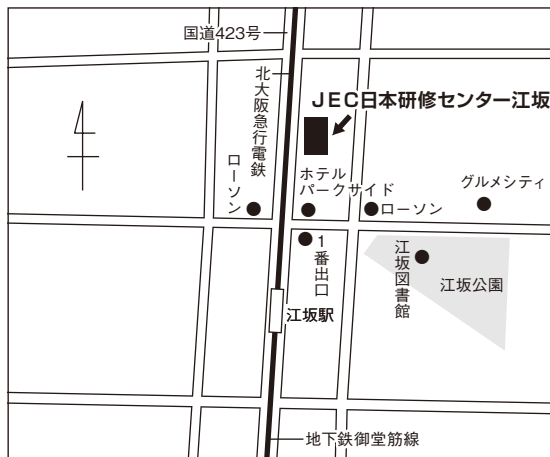 国道423号
北大阪急行電鉄
JEC日本研修センター江坂
ローソン
ホテル
パークサイド
ローソン
グルメシティ
1番出口
江坂図書館
江坂公園
江坂駅
地下鉄御堂筋線